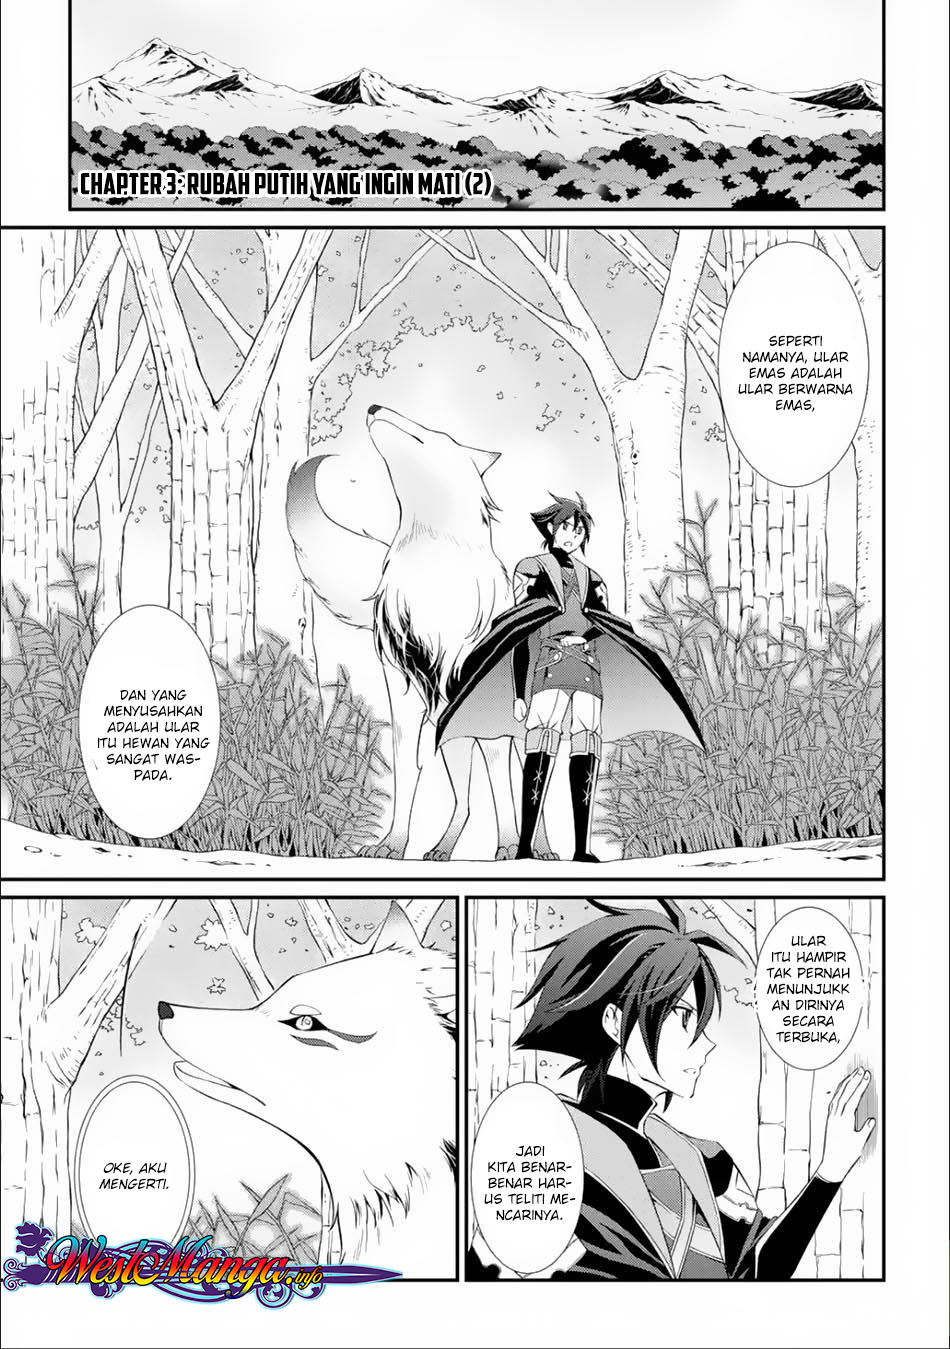 CHAPTER 3: RUBAH PUTIH YANG INGIN MATI (2)
SEPERTI
NAMANYA, ULAR
EMAS ADALAH
ULAR BERWARNA
EMAS,
DAN YANG
MENYUSAHKAN
ADALAH ULAR
ITU HEWAN YANG
SANGAT WAS-
PADA.
ULAR
ITU HAMPIR
TAK PERNAH
MENUNJUKK
AN DIRINYA
SECARA
TERBUKA,
JADI
KITA BENAR-
BENAR HAR-
US TELITI ME-
NCARINYA.
OKE, AKU
MENGERTI.
WestManga.info